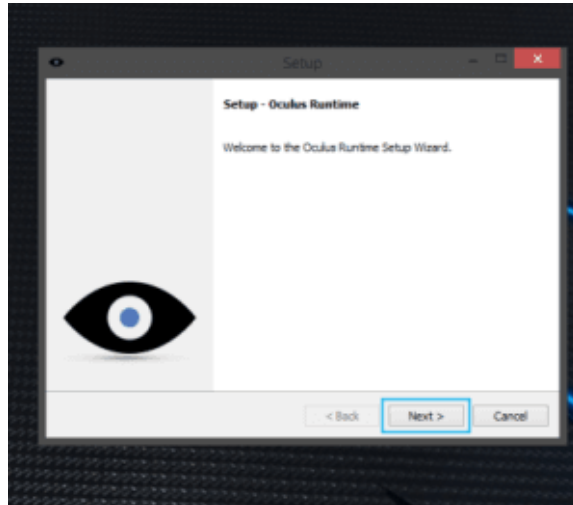 Setup
Setup - Oculus Runtime
Welcome to the Oculus Runtime Setup Wizard.
< Back
Next >
Cancel